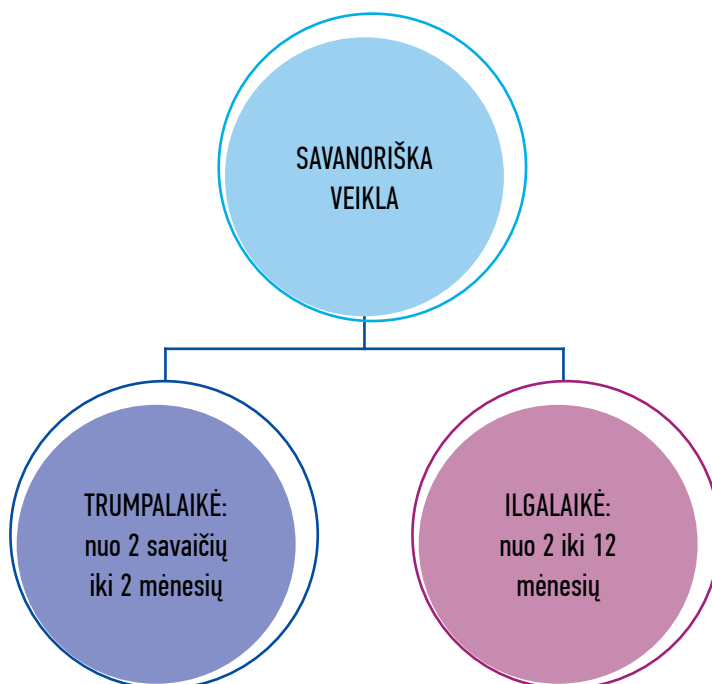 SAVANORIŠKA
VEIKLA
TRUMPALAIKĖ:
nuo 2 savaičių
iki 2 mėnesių
ILGALAIKĖ:
nuo 2 iki 12
mėnesių